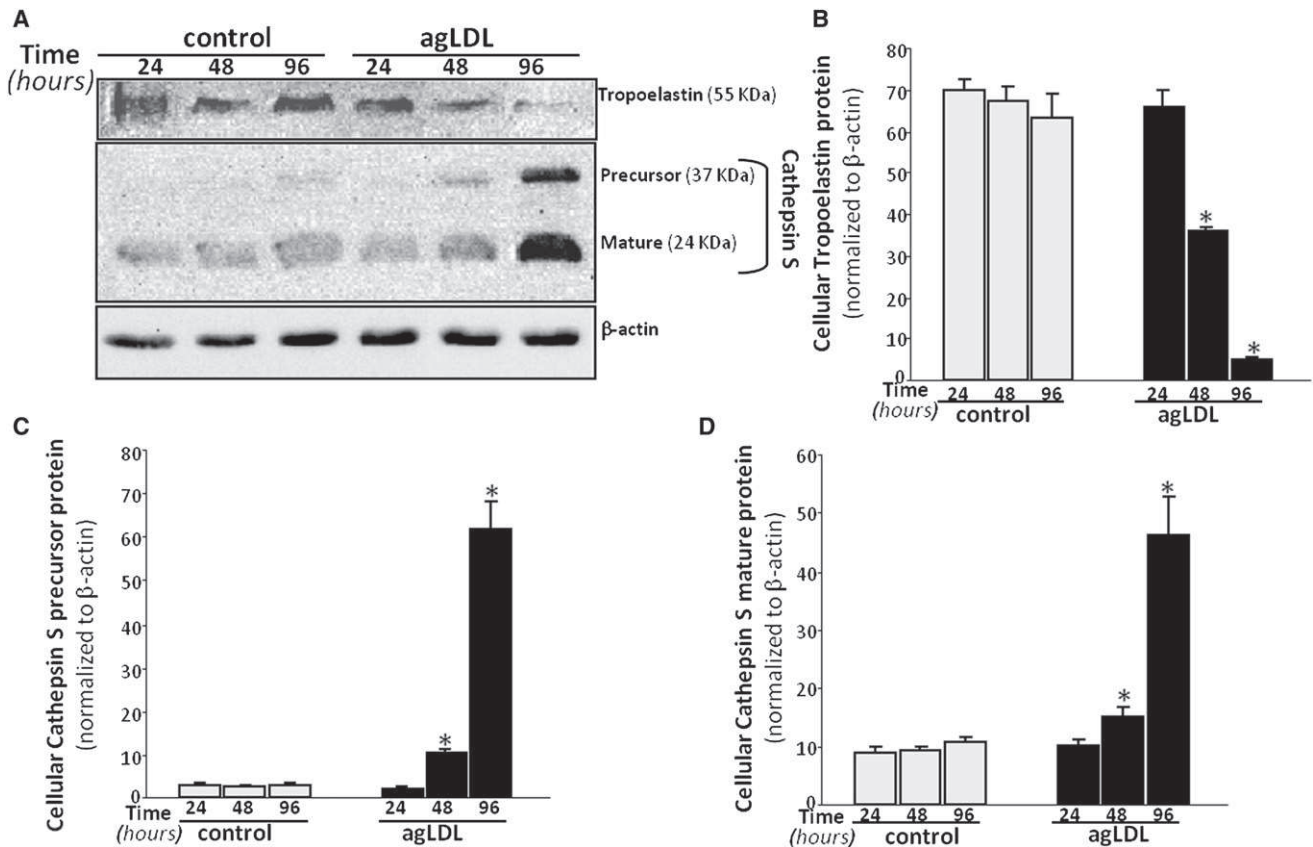 A
control agLDL
Time
(hours)
24 48 96 24 48 96
Tropoelastin (55 KDa)
Precursor (37 KDa)
Mature (24 KDa)
Cathepsin S
β-actin
B
Cellular Tropoelastin protein
(normalized to β-actin)
80
70
60
50
40
30
20
10
0
* *
Time
(hours)
24 48 96 24 48 96
control agLDL
C
Cellular Cathepsin S precursor protein
(normalized to β-actin)
80
70
60
50
40
30
20
10
0
* *
Time
(hours)
24 48 96 24 48 96
control agLDL
D
Cellular Cathepsin S mature protein
(normalized to β-actin)
60
50
40
30
20
10
0
* *
Time
(hours)
24 48 96 24 48 96
control agLDL